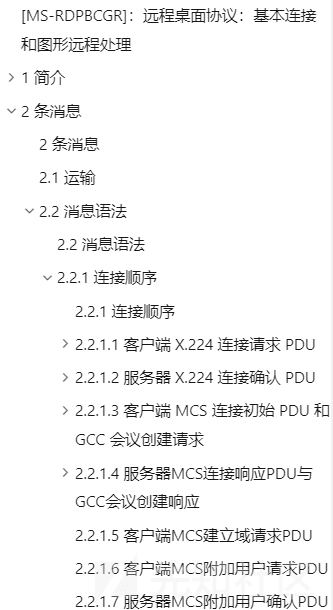 [MS-RDPBCGR]：远程桌面协议：基本连接
和图形远程处理
1 简介
2 条消息
2 条消息
2.1 运输
2.2 消息语法
2.2 消息语法
2.2.1 连接顺序
2.2.1 连接顺序
2.2.1.1 客户端 X.224 连接请求 PDU
2.2.1.2 服务器 X.224 连接确认 PDU
2.2.1.3 客户端 MCS 连接初始 PDU 和
GCC 会议创建请求
2.2.1.4 服务器MCS连接响应PDU与
GCC会议创建响应
2.2.1.5 客户端MCS建立域请求PDU
2.2.1.6 客户端MCS附加用户请求PDU
2.2.1.7 服务器MCS附加用户确认PDU